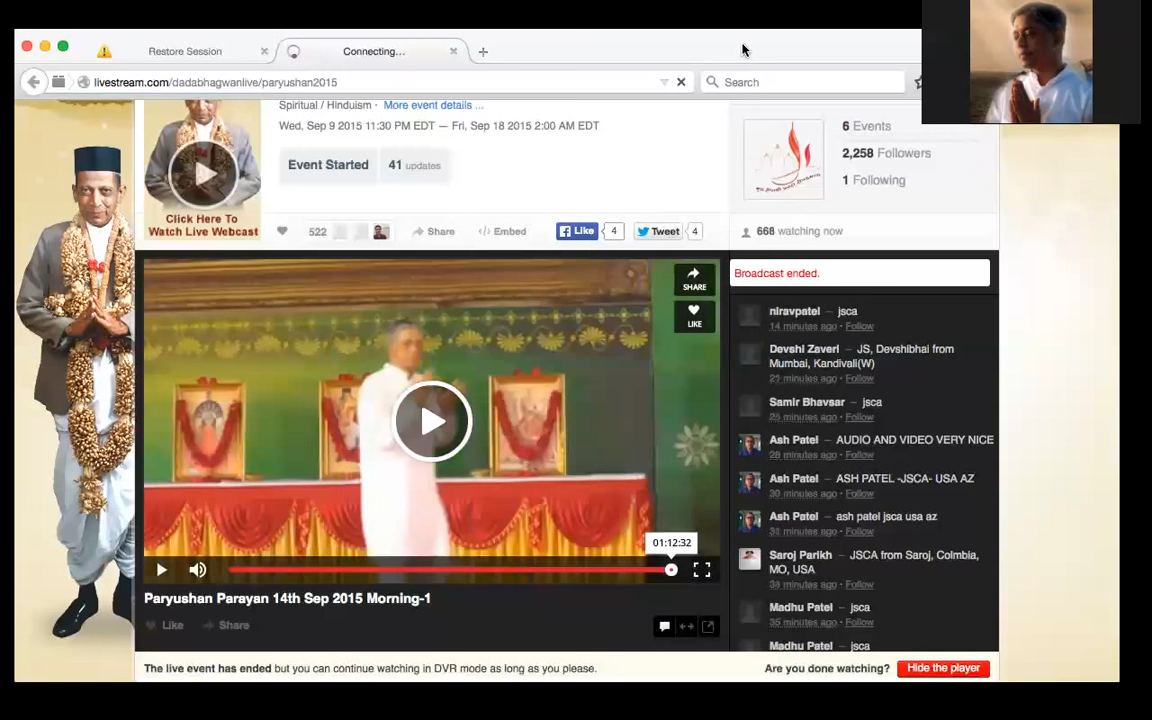 Restore Session
Connecting...
livestream.com/dadabhagwanlive/paryushan2015
Search
Spiritual / Hinduism · More event details ...
Wed, Sep 9 2015 11:30 PM EDT — Fri, Sep 18 2015 2:00 AM EDT
Event Started 41 updates
Click Here To
Watch Live Webcast
522 Share Embed Like 4 Tweet 4
6 Events
2,258 Followers
1 Following
668 watching now
SHARE
LIKE
01:12:32
Paryushan Parayan 14th Sep 2015 Morning-1
Like Share
Broadcast ended.
niravpatel – jsca
14 minutes ago · Follow
Devshi Zaveri – JS, Devshibhai from
Mumbai, Kandivali(W)
21 minutes ago · Follow
Samir Bhavsar – jsca
25 minutes ago · Follow
Ash Patel – AUDIO AND VIDEO VERY NICE
28 minutes ago · Follow
Ash Patel – ASH PATEL -JSCA- USA AZ
30 minutes ago · Follow
Ash Patel – ash patel jsca usa az
31 minutes ago · Follow
Saroj Parikh – JSCA from Saroj, Colmbia,
MO, USA
34 minutes ago · Follow
Madhu Patel – jsca
35 minutes ago · Follow
Madhu Patel – jsca
The live event has ended but you can continue watching in DVR mode as long as you please.
Are you done watching? Hide the player